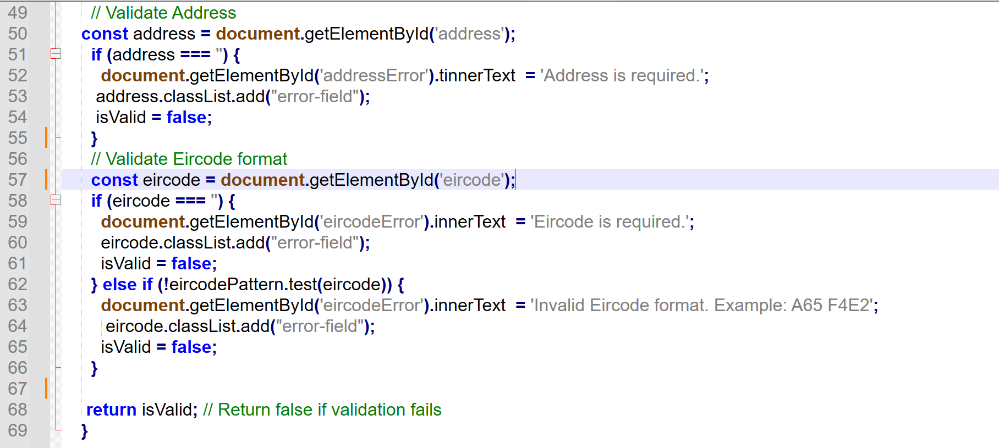 49 // Validate Address
50 const address = document.getElementById('address');
51 if (address === '') {
52 document.getElementById('addressError').tinnerText  = 'Address is required.';
53 address.classList.add("error-field");
54 isValid = false;
55 }
56 // Validate Eircode format
57 const eircode = document.getElementById('eircode');
58 if (eircode === '') {
59 document.getElementById('eircodeError').innerText  = 'Eircode is required.';
60 eircode.classList.add("error-field");
61 isValid = false;
62 } else if (!eircodePattern.test(eircode)) {
63 document.getElementById('eircodeError').innerText  = 'Invalid Eircode format. Example: A65 F4E2';
64 eircode.classList.add("error-field");
65 isValid = false;
66 }
67
68 return isValid; // Return false if validation fails
69 }